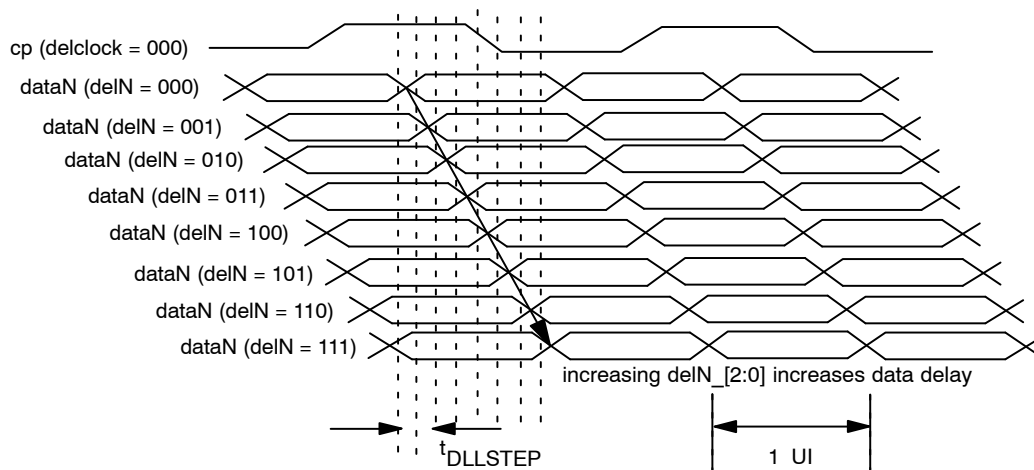 cp (delclock = 000)
dataN (delN = 000)
dataN (delN = 001)
dataN (delN = 010)
dataN (delN = 011)
dataN (delN = 100)
dataN (delN = 101)
dataN (delN = 110)
dataN (delN = 111)
increasing delN_[2:0] increases data delay
tDLLSTEP
1 UI